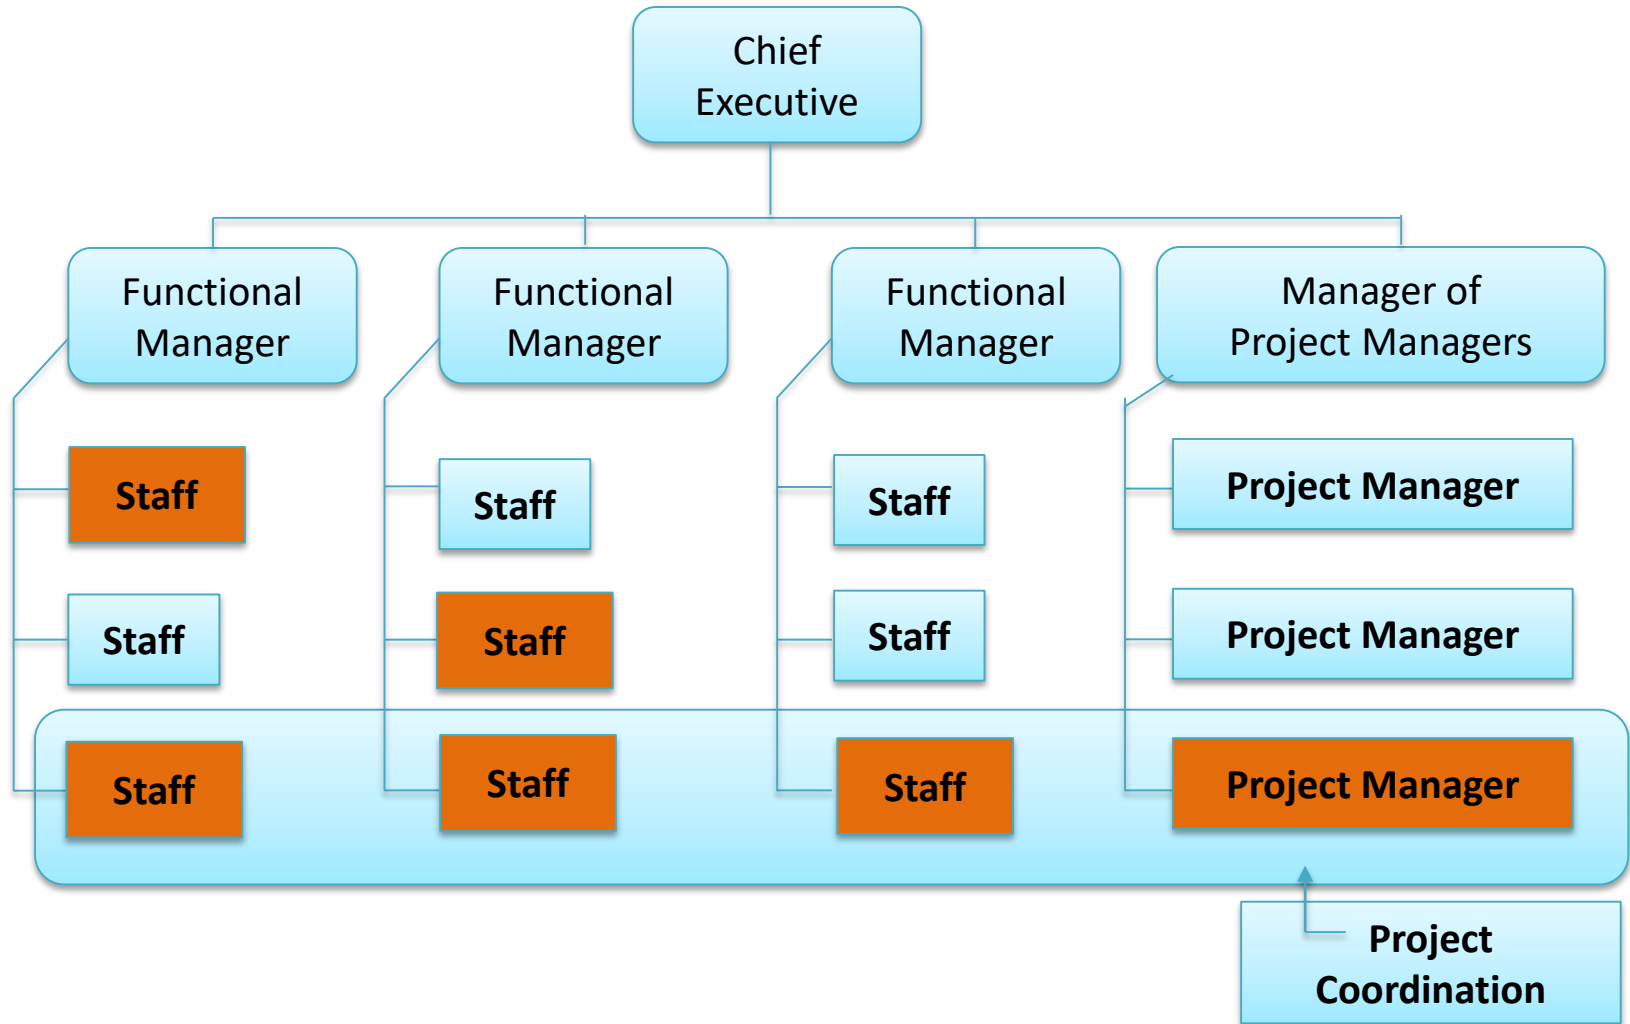 Chief
Executive
Functional
Manager
Functional
Manager
Functional
Manager
Manager of
Project Managers
Staff
Staff
Staff
Project Manager
Staff
Staff
Staff
Project Manager
Staff
Staff
Staff
Project Manager
Project
Coordination